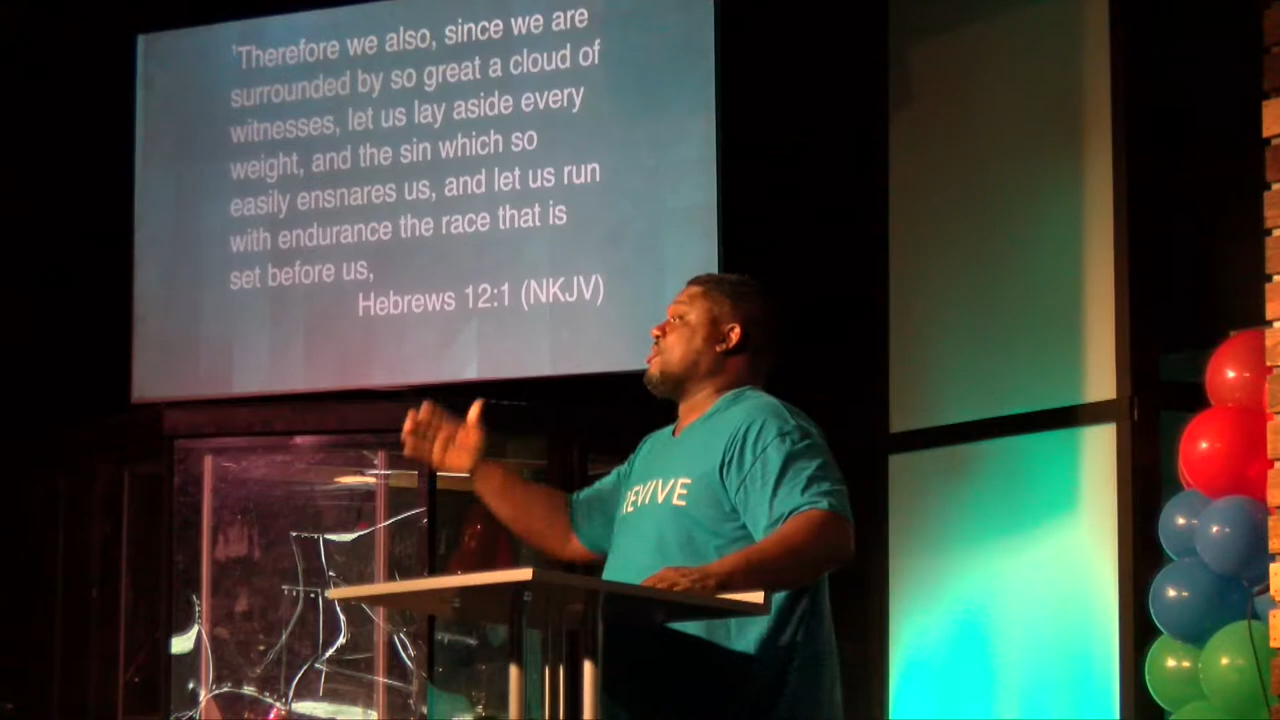 ¹Therefore we also, since we are
surrounded by so great a cloud of
witnesses, let us lay aside every
weight, and the sin which so
easily ensnares us, and let us run
with endurance the race that is
set before us,
Hebrews 12:1 (NKJV)
REVIVE